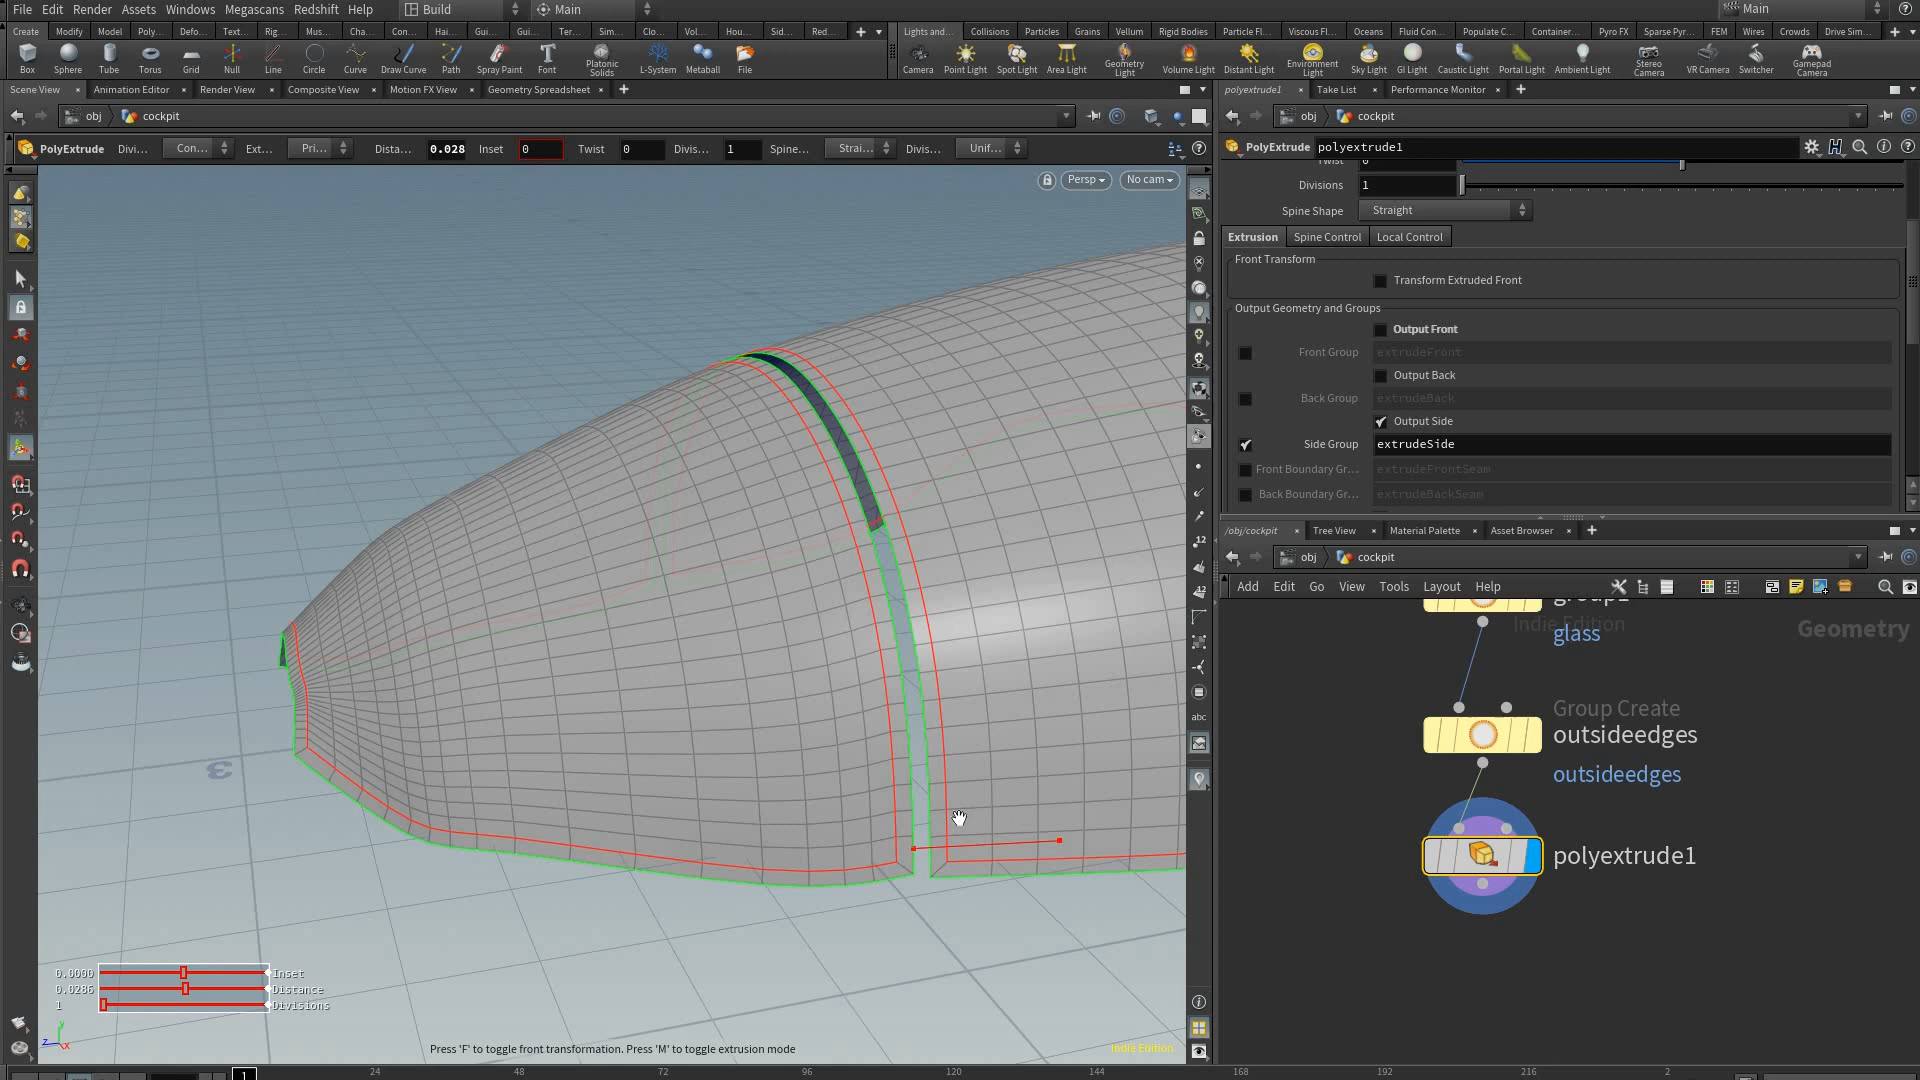 File Edit Render Assets Windows Megascans Redshift Help Build Main Main
Create Modify Model Poly... Defo... Text... Rig... Mus... Cha... Con... Hai... Gui... Gui... Ter... Sim... Clo... Vol... Hou... Sid... Red...
Lights and... Collisions Particles Grains Vellum Rigid Bodies Particle Fl... Viscous Fl... Oceans Fluid Con... Populate C... Container... Pyro FX Sparse Pyr... FEM Wires Crowds Drive Sim...
Box Sphere Tube Torus Grid Null Line Circle Curve Draw Curve Path Spray Paint Font Platonic Solids L-System Metaball File
Camera Point Light Spot Light Area Light Geometry Light Volume Light Distant Light Environment Light Sky Light GI Light Caustic Light Portal Light Ambient Light Stereo Camera VR Camera Switcher Gamepad Camera
Scene View Animation Editor Render View Composite View Motion FX View Geometry Spreadsheet
polyextrude1 Take List Performance Monitor
obj cockpit
obj cockpit
PolyExtrude Divi... Con... Ext... Pri... Dista... 0.028 Inset 0 Twist 0 Divis... 1 Spine... Strai... Divis... Unif...
PolyExtrude polyextrude1
Persp No cam
Twist 0
Divisions 1
Spine Shape Straight
Extrusion Spine Control Local Control
Front Transform
Transform Extruded Front
Output Geometry and Groups
Output Front
Front Group extrudeFront
Output Back
Back Group extrudeBack
Output Side
Side Group extrudeSide
Front Boundary Gr... extrudeFrontSeam
Back Boundary Gr... extrudeBackSeam
/obj/cockpit Tree View Material Palette Asset Browser
obj cockpit
Add Edit Go View Tools Layout Help
group1
Indie Edition
glass
Geometry
Group Create
outsideedges
outsideedges
polyextrude1
12
12
abc
3
0.0000 Inset
0.0286 Distance
1 Divisions
y
z
x
Press 'F' to toggle front transformation. Press 'M' to toggle extrusion mode
Indie Edition
1 24 48 72 96 120 144 168 192 216 2